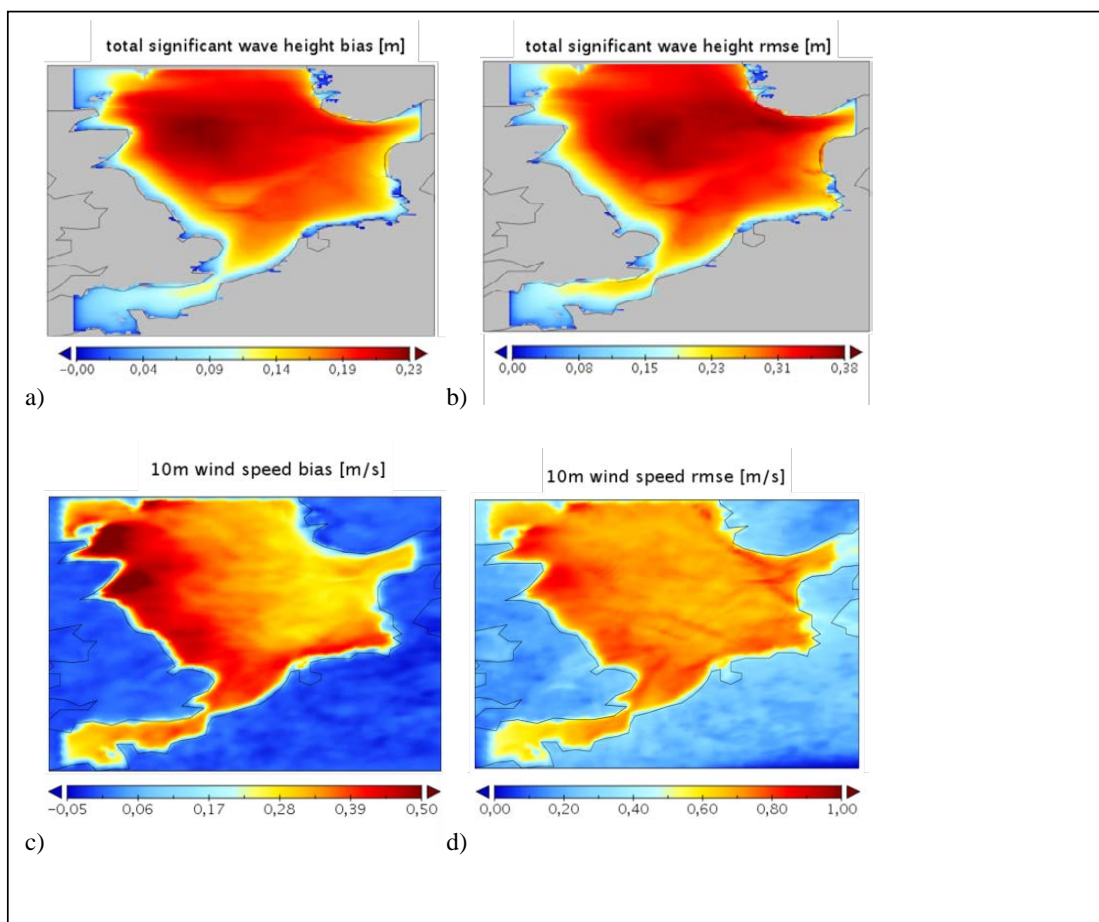 total significant wave height bias [m]
total significant wave height rmse [m]
−0,00 0,04 0,09 0,14 0,19 0,23
0,00 0,08 0,15 0,23 0,31 0,38
a)
b)
10m wind speed bias [m/s]
10m wind speed rmse [m/s]
−0,05 0,06 0,17 0,28 0,39 0,50
0,00 0,20 0,40 0,60 0,80 1,00
c)
d)